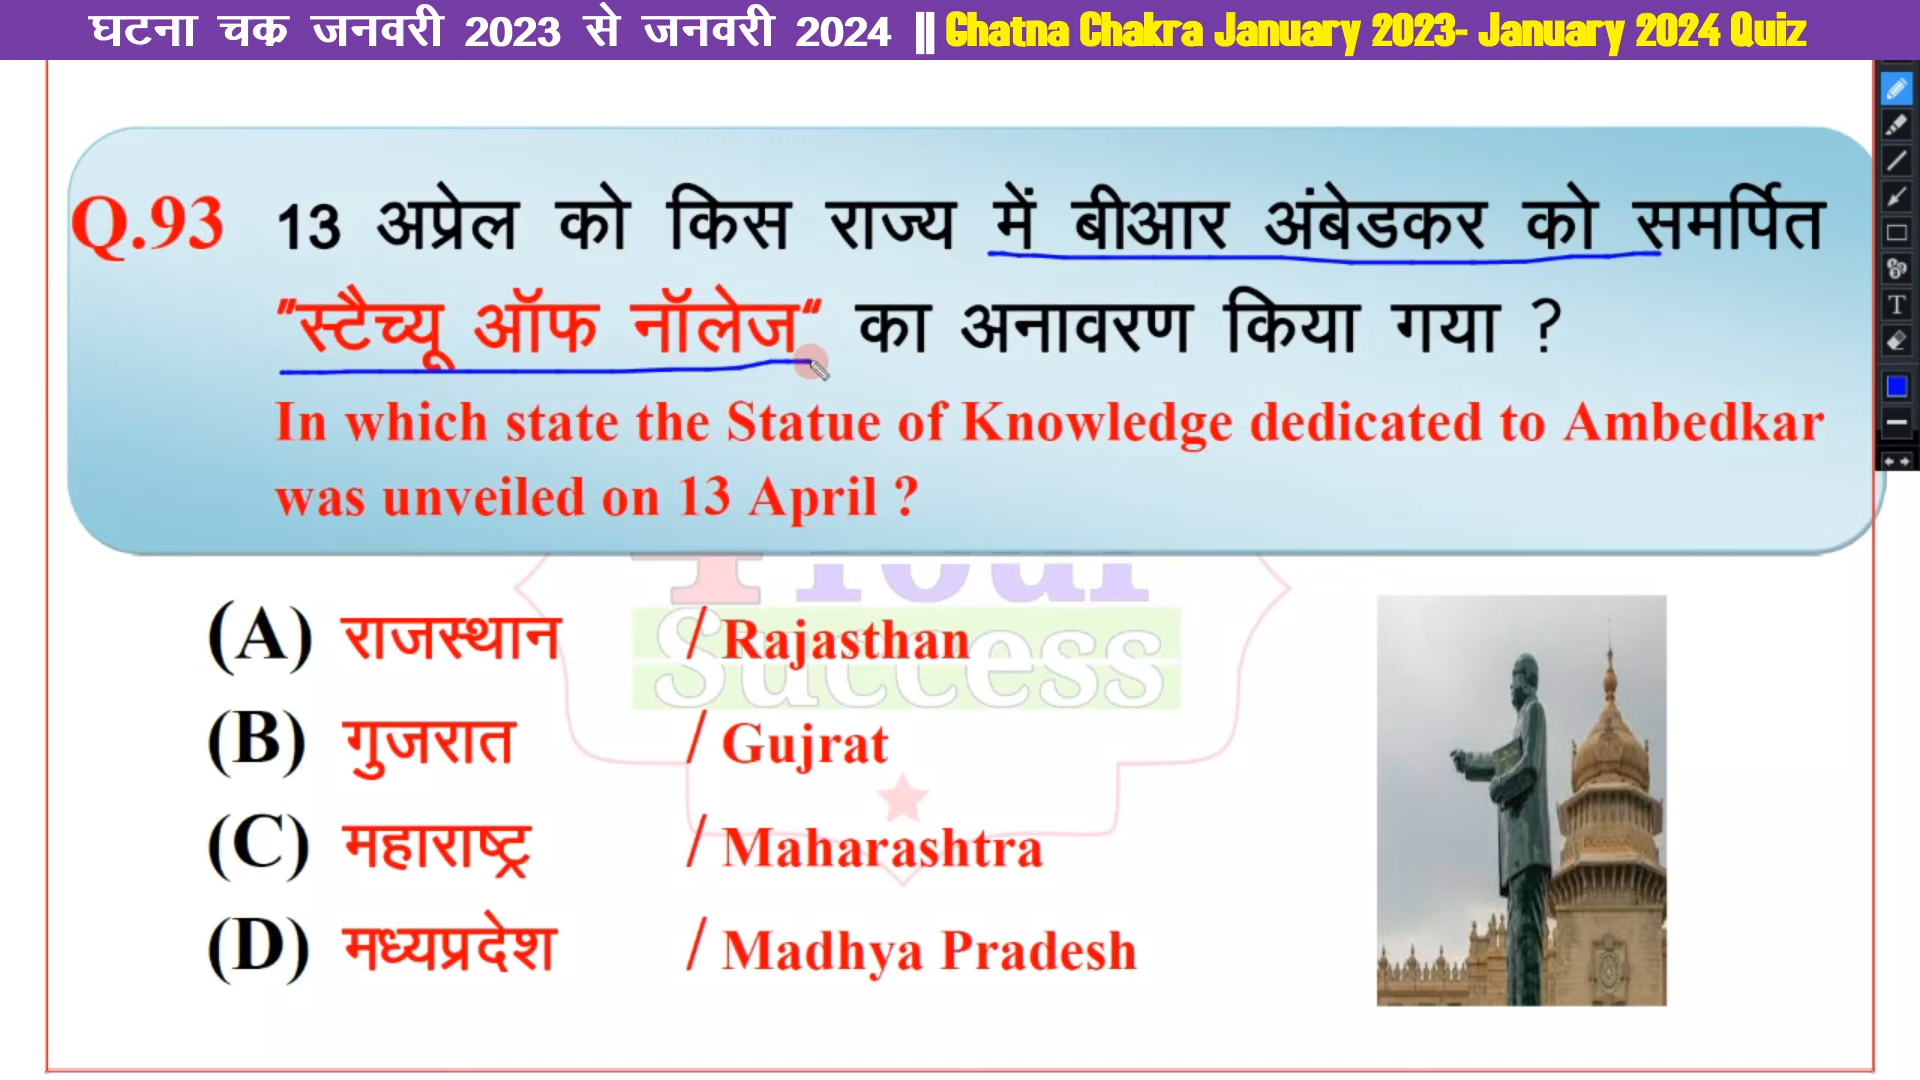 घटना चक्र जनवरी 2023 से जनवरी 2024 || Ghatna Chakra January 2023- January 2024 Quiz
Q.93 13 अप्रेल को किस राज्य में बीआर अंबेडकर को समर्पित
"स्टैच्यू ऑफ नॉलेज" का अनावरण किया गया ?
In which state the Statue of Knowledge dedicated to Ambedkar
was unveiled on 13 April ?
(A) राजस्थान / Rajasthan
(B) गुजरात / Gujrat
(C) महाराष्ट्र / Maharashtra
(D) मध्यप्रदेश / Madhya Pradesh
Success